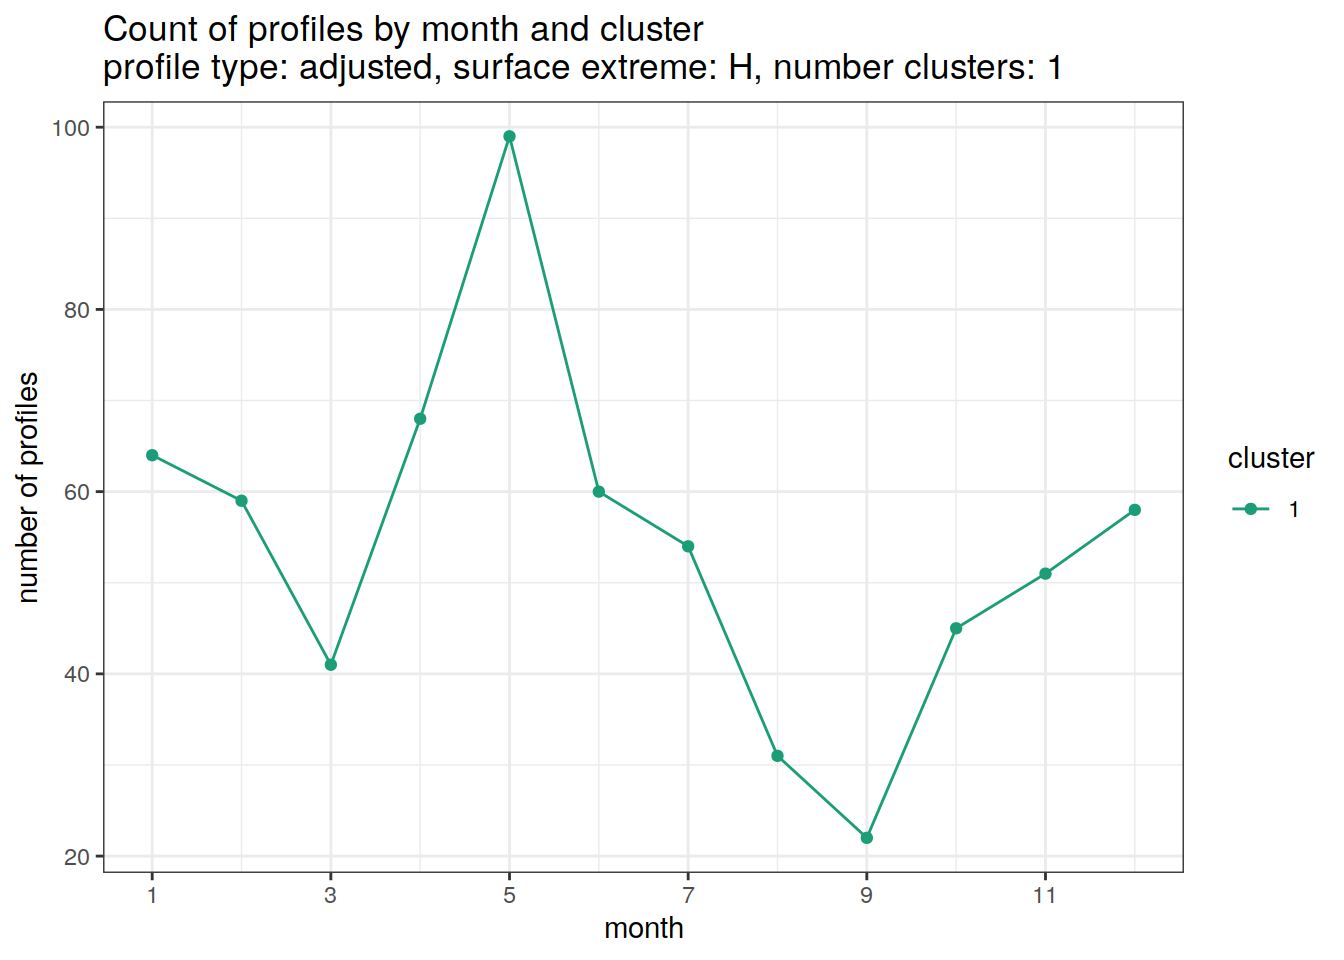 Count of profiles by month and cluster
profile type: adjusted, surface extreme: H, number clusters: 1
100
80
60
40
20
number of profiles
1 3 5 7 9 11
month
cluster
1